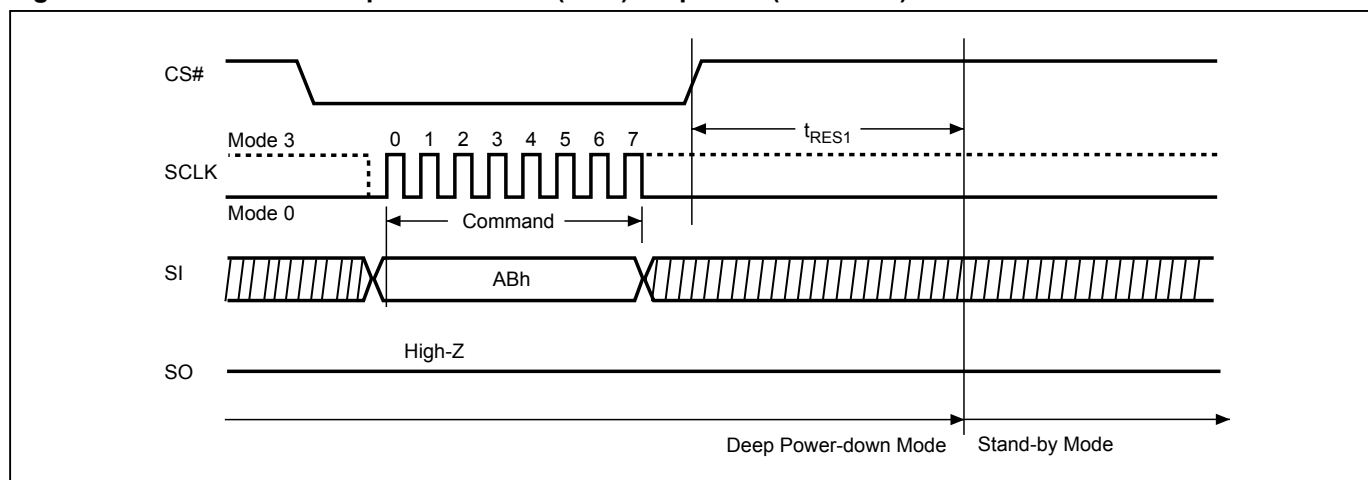 CS#
tRES1
Mode 3
0 1 2 3 4 5 6 7
SCLK
Mode 0
Command
SI
ABh
High-Z
SO
Deep Power-down Mode
Stand-by Mode